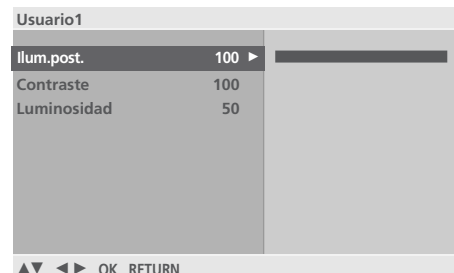 Usuario1
Ilum.post. 100 ►
Contraste 100
Luminosidad 50
▲▼ ◄► OK RETURN